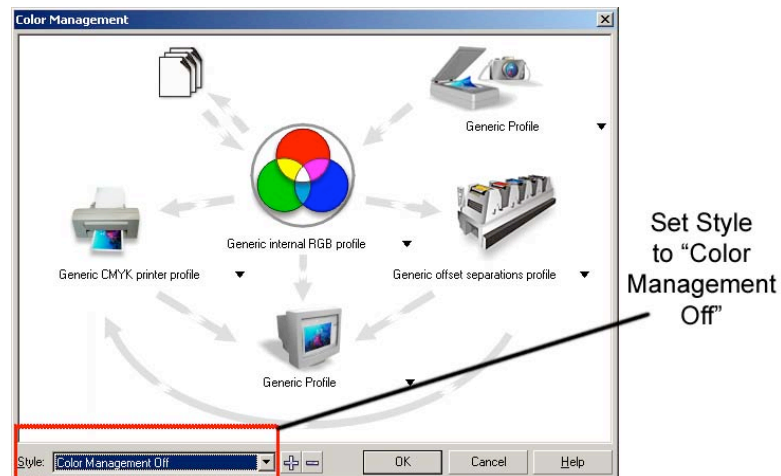 Color Management
Generic Profile
Generic internal RGB profile
Generic CMYK printer profile
Generic offset separations profile
Generic Profile
Set Style
to “Color
Management
Off”
Style: Color Management Off
OK
Cancel
Help